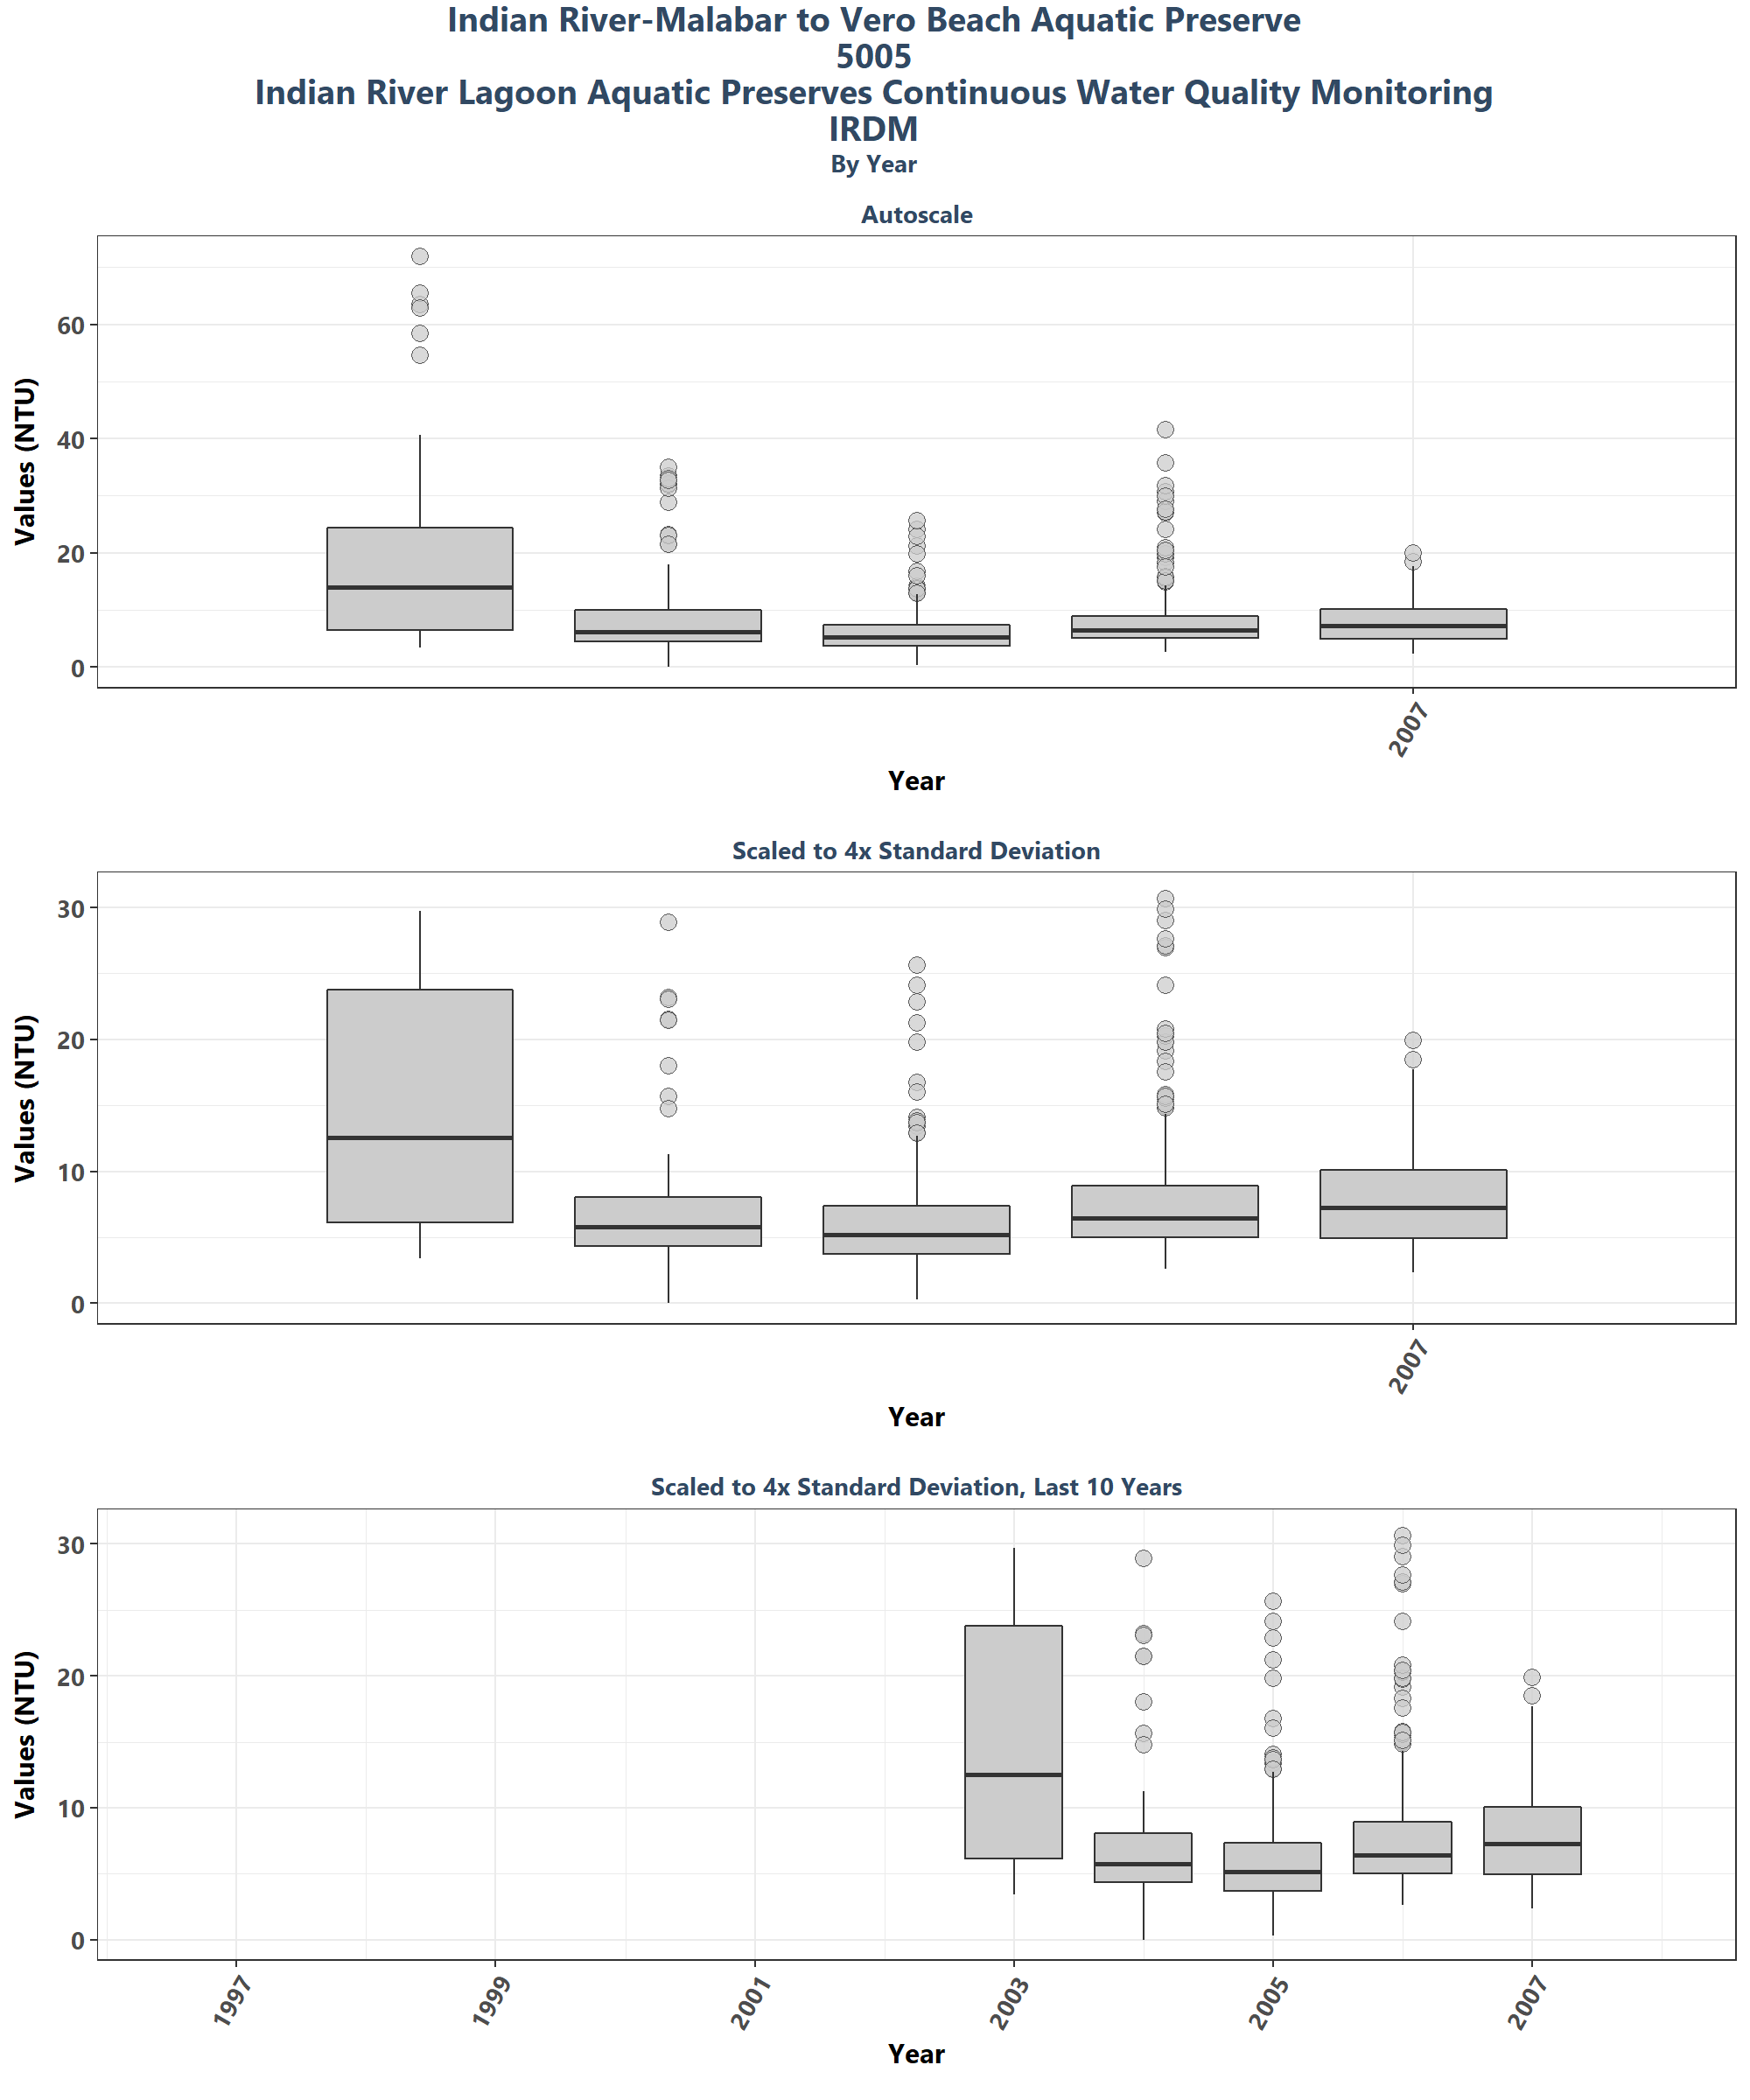 Indian River-Malabar to Vero Beach Aquatic Preserve
5005
Indian River Lagoon Aquatic Preserves Continuous Water Quality Monitoring
IRDM
By Year
Autoscale
Values (NTU)
60
40
20
0
2007
Year
Scaled to 4x Standard Deviation
Values (NTU)
30
20
10
0
2007
Year
Scaled to 4x Standard Deviation, Last 10 Years
Values (NTU)
30
20
10
0
1997 1999 2001 2003 2005 2007
Year